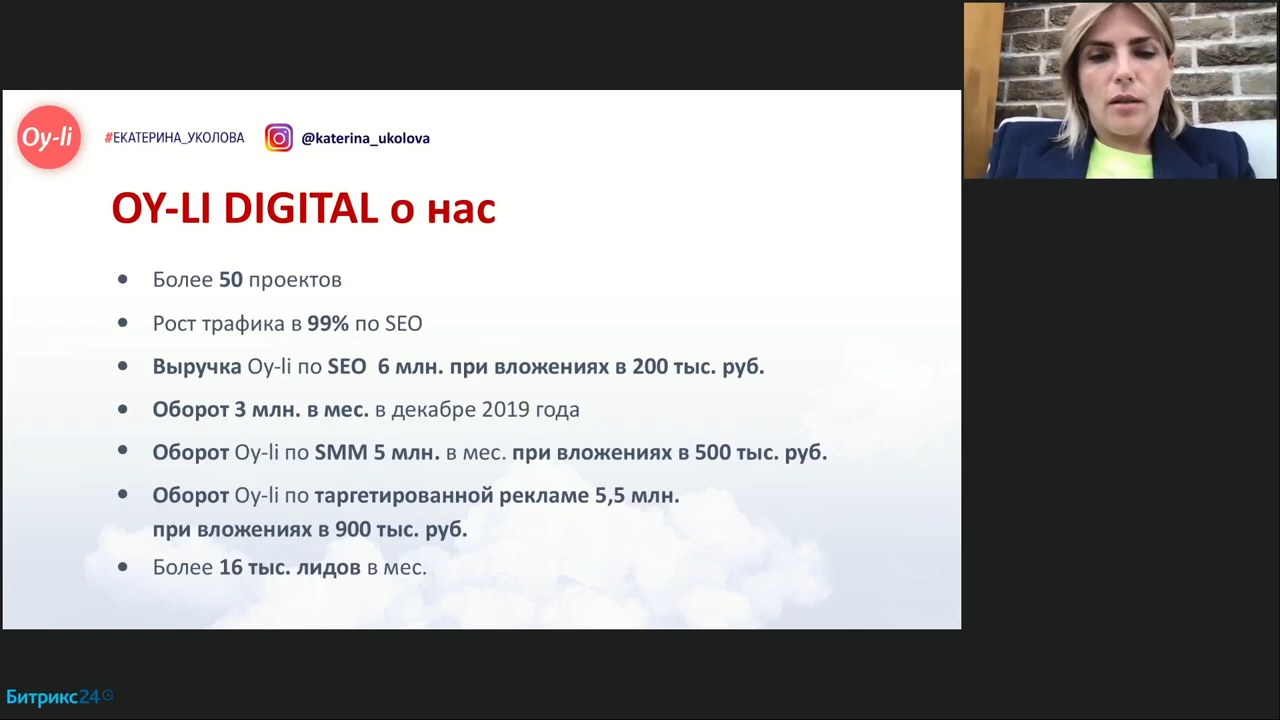 Oy-li
#ЕКАТЕРИНА_УКОЛОВА
@katerina_ukolova
OY-LI DIGITAL о нас
• Более 50 проектов
• Рост трафика в 99% по SEO
• Выручка Oy-li по SEO 6 млн. при вложениях в 200 тыс. руб.
• Оборот 3 млн. в мес. в декабре 2019 года
• Оборот Oy-li по SMM 5 млн. в мес. при вложениях в 500 тыс. руб.
• Оборот Oy-li по таргетированной рекламе 5,5 млн.
при вложениях в 900 тыс. руб.
• Более 16 тыс. лидов в мес.
Битрикс24